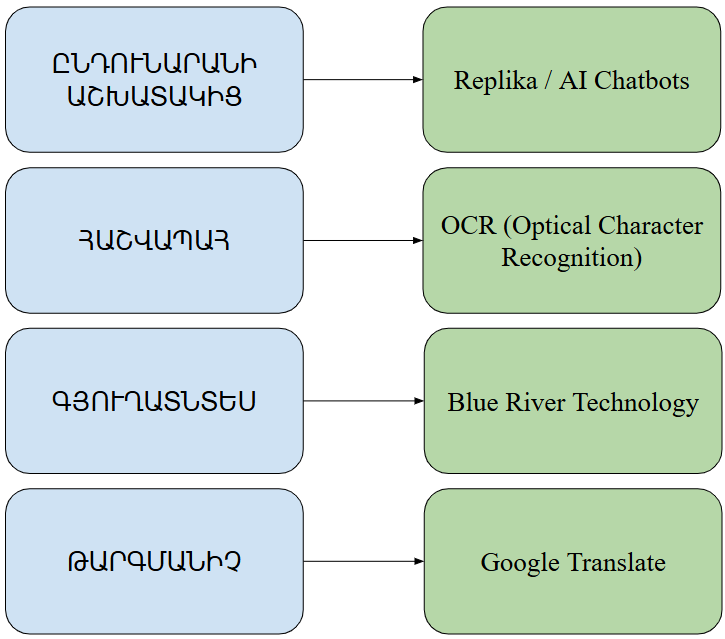 ԸՆԴՈՒՆԱՐԱՆԻ
ԱՇԽԱՏԱԿԻՑ
Replika / AI Chatbots
ՀԱՇՎԱՊԱՀ
OCR (Optical Character
Recognition)
ԳՅՈՒՂԱՏՆՏԵՍ
Blue River Technology
ԹԱՐԳՄԱՆԻՉ
Google Translate